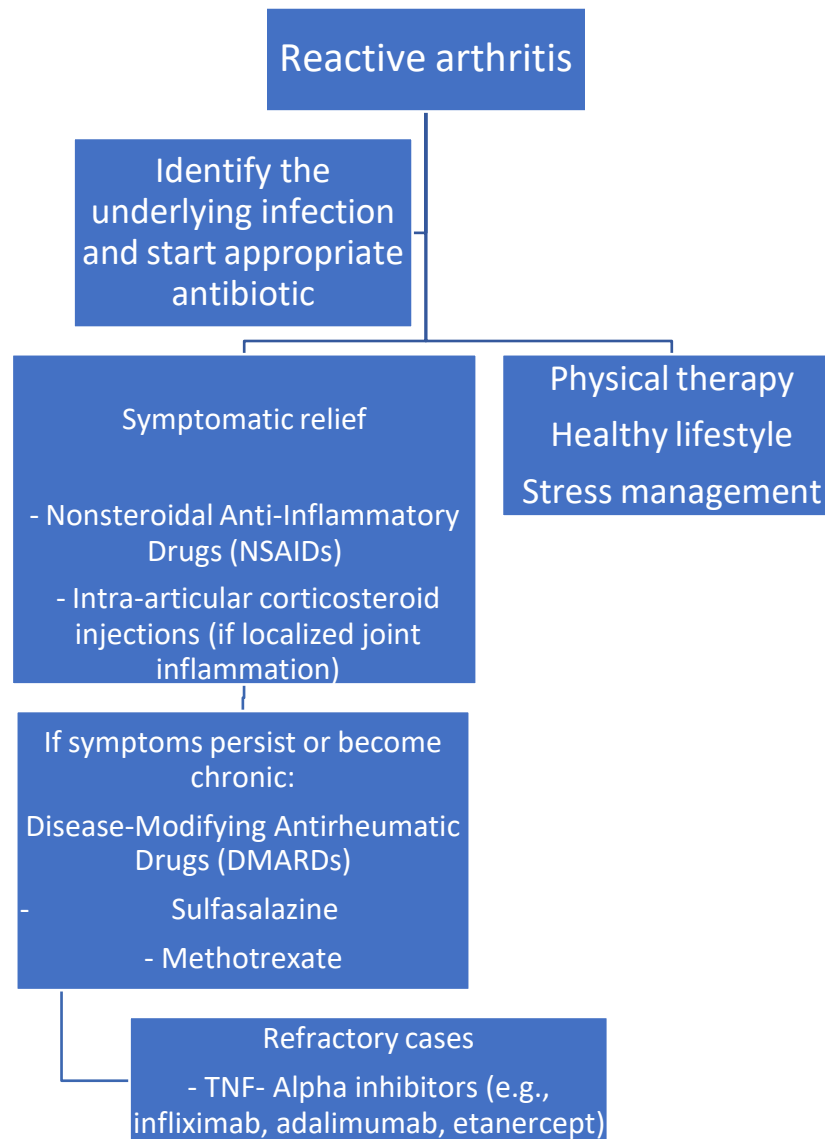 Reactive arthritis
Identify the
underlying infection
and start appropriate
antibiotic
Symptomatic relief
- Nonsteroidal Anti-Inflammatory
Drugs (NSAIDs)
- Intra-articular corticosteroid
injections (if localized joint
inflammation)
Physical therapy
Healthy lifestyle
Stress management
If symptoms persist or become
chronic:
Disease-Modifying Antirheumatic
Drugs (DMARDs)
- Sulfasalazine
- Methotrexate
Refractory cases
- TNF- Alpha inhibitors (e.g.,
infliximab, adalimumab, etanercept)